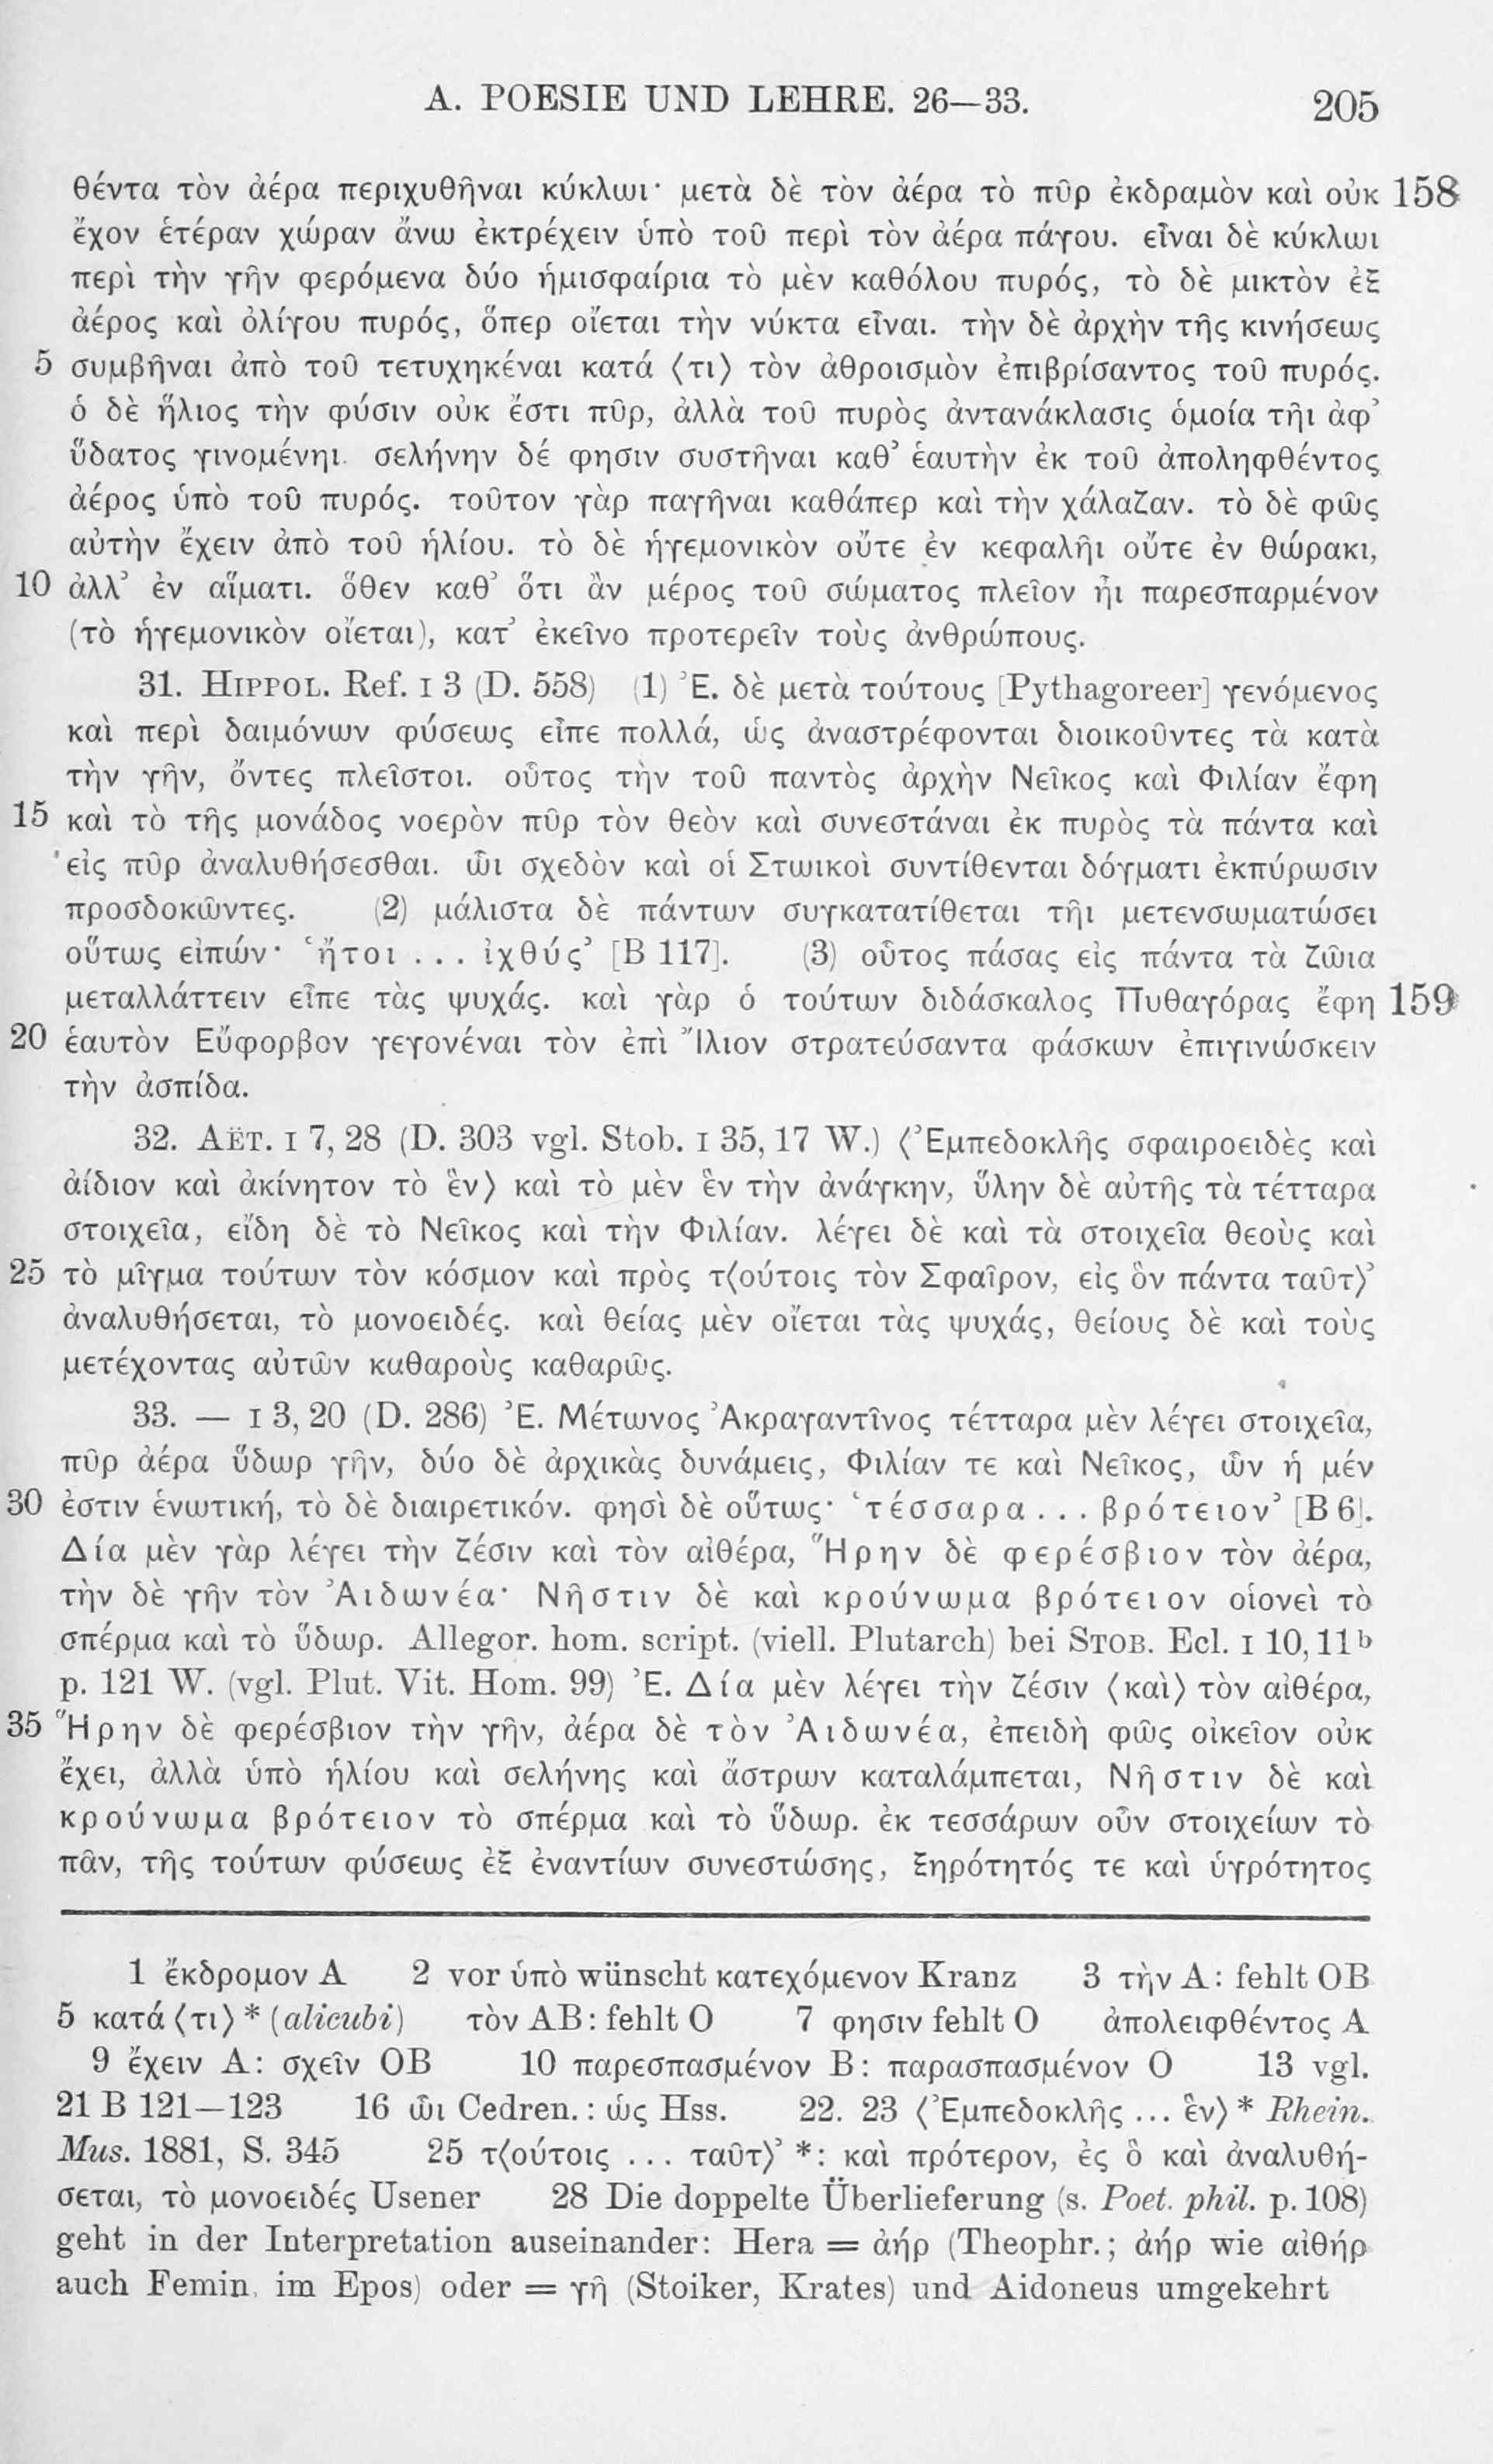 A. POESIE UND LEHRE. 26—33. 205
θέντα τὸν ἀέρα περιχυθῆναι κύκλωι· μετὰ δὲ τὸν ἀέρα τὸ πῦρ ἐκδραμὸν καὶ οὐκ 158
ἔχον ἑτέραν χώραν ἄνω ἐκτρέχειν ὑπὸ τοῦ περὶ τὸν ἀέρα πάγου. εἶναι δὲ κύκλωι
περὶ τὴν γῆν φερόμενα δύο ἡμισφαίρια τὸ μὲν καθόλου πυρός, τὸ δὲ μικτὸν ἐξ
ἀέρος καὶ ὀλίγου πυρός, ὅπερ οἴεται τὴν νύκτα εἶναι. τὴν δὲ ἀρχὴν τῆς κινήσεως
5 συμβῆναι ἀπὸ τοῦ τετυχηκέναι κατά ⟨τι⟩ τὸν ἀθροισμὸν ἐπιβρίσαντος τοῦ πυρός.
ὁ δὲ ἥλιος τὴν φύσιν οὐκ ἔστι πῦρ, ἀλλὰ τοῦ πυρὸς ἀντανάκλασις ὁμοία τῆι ἀφ’
ὕδατος γινομένηι. σελήνην δέ φησιν συστῆναι καθ’ ἑαυτὴν ἐκ τοῦ ἀποληφθέντος
ἀέρος ὑπὸ τοῦ πυρός. τοῦτον γὰρ παγῆναι καθάπερ καὶ τὴν χάλαζαν. τὸ δὲ φῶς
αὐτὴν ἔχειν ἀπὸ τοῦ ἡλίου. τὸ δὲ ἡγεμονικὸν οὔτε ἐν κεφαλῆι οὔτε ἐν θώρακι,
10 ἀλλ’ ἐν αἵματι. ὅθεν καθ’ ὅτι ἂν μέρος τοῦ σώματος πλεῖον ἦι παρεσπαρμένον
(τὸ ἡγεμονικὸν οἴεται), κατ’ ἐκεῖνο προτερεῖν τοὺς ἀνθρώπους.
31. HIPPOL. Ref. I 3 (D. 558) (1) Ἐ. δὲ μετὰ τούτους [Pythagoreer] γενόμενος
καὶ περὶ δαιμόνων φύσεως εἶπε πολλά, ὡς ἀναστρέφονται διοικοῦντες τὰ κατὰ
τὴν γῆν, ὄντες πλεῖστοι. οὗτος τὴν τοῦ παντὸς ἀρχὴν Νεῖκος καὶ Φιλίαν ἔφη
15 καὶ τὸ τῆς μονάδος νοερὸν πῦρ τὸν θεὸν καὶ συνεστάναι ἐκ πυρὸς τὰ πάντα καὶ
εἰς πῦρ ἀναλυθήσεσθαι. ὧι σχεδὸν καὶ οἱ Στωικοὶ συντίθενται δόγματι ἐκπύρωσιν
προσδοκῶντες. (2) μάλιστα δὲ πάντων συγκατατίθεται τῆι μετενσωματώσει
οὕτως εἰπών· ‘ἤτοι ... ἰχθύς’ [B 117]. (3) οὗτος πάσας εἰς πάντα τὰ ζῶια
μεταλλάττειν εἶπε τὰς ψυχάς. καὶ γὰρ ὁ τούτων διδάσκαλος Πυθαγόρας ἔφη 159
20 ἑαυτὸν Εὔφορβον γεγονέναι τὸν ἐπὶ Ἴλιον στρατεύσαντα φάσκων ἐπιγινώσκειν
τὴν ἀσπίδα.
32. AËT. I 7, 28 (D. 303 vgl. Stob. I 35, 17 W.) ⟨Ἐμπεδοκλῆς σφαιροειδὲς καὶ
ἀίδιον καὶ ἀκίνητον τὸ ἓν⟩ καὶ τὸ μὲν ἓν τὴν ἀνάγκην, ὕλην δὲ αὐτῆς τὰ τέτταρα
στοιχεῖα, εἴδη δὲ τὸ Νεῖκος καὶ τὴν Φιλίαν. λέγει δὲ καὶ τὰ στοιχεῖα θεοὺς καὶ
25 τὸ μῖγμα τούτων τὸν κόσμον καὶ πρὸς τ⟨ούτοις τὸν Σφαῖρον, εἰς ὃν πάντα ταῦτ⟩’
ἀναλυθήσεται, τὸ μονοειδές. καὶ θείας μὲν οἴεται τὰς ψυχάς, θείους δὲ καὶ τοὺς
μετέχοντας αὐτῶν καθαροὺς καθαρῶς.
33. — I 3, 20 (D. 286) Ἐ. Μέτωνος Ἀκραγαντῖνος τέτταρα μὲν λέγει στοιχεῖα,
πῦρ ἀέρα ὕδωρ γῆν, δύο δὲ ἀρχικὰς δυνάμεις, Φιλίαν τε καὶ Νεῖκος, ὧν ἡ μέν
30 ἐστιν ἑνωτική, τὸ δὲ διαιρετικόν. φησὶ δὲ οὕτως· ‘τέσσαρα ... βρότειον’ [B 6].
Δία μὲν γὰρ λέγει τὴν ζέσιν καὶ τὸν αἰθέρα, Ἥρην δὲ φερέσβιον τὸν ἀέρα,
τὴν δὲ γῆν τὸν Ἀιδωνέα· Νῆστιν δὲ καὶ κρούνωμα βρότειον οἱονεὶ τὸ
σπέρμα καὶ τὸ ὕδωρ. Allegor. hom. script. (viell. Plutarch) bei STOB. Ecl. I 10, 11ᵇ
p. 121 W. (vgl. Plut. Vit. Hom. 99) Ἐ. Δία μὲν λέγει τὴν ζέσιν ⟨καὶ⟩ τὸν αἰθέρα,
35 Ἥρην δὲ φερέσβιον τὴν γῆν, ἀέρα δὲ τὸν Ἀιδωνέα, ἐπειδὴ φῶς οἰκεῖον οὐκ
ἔχει, ἀλλὰ ὑπὸ ἡλίου καὶ σελήνης καὶ ἄστρων καταλάμπεται, Νῆστιν δὲ καὶ
κρούνωμα βρότειον τὸ σπέρμα καὶ τὸ ὕδωρ. ἐκ τεσσάρων οὖν στοιχείων τὸ
πᾶν, τῆς τούτων φύσεως ἐξ ἐναντίων συνεστώσης, ξηρότητός τε καὶ ὑγρότητος
1 ἔκδρομον A 2 vor ὑπὸ wünscht κατεχόμενον Kranz 3 τὴν A: fehlt OB
5 κατά ⟨τι⟩ * (alicubi) τὸν AB: fehlt O 7 φησιν fehlt O ἀπολειφθέντος A
9 ἔχειν A: σχεῖν OB 10 παρεσπασμένον B: παρασπασμένον O 13 vgl.
21 B 121—123 16 ὧι Cedren.: ὡς Hss. 22. 23 ⟨Ἐμπεδοκλῆς ... ἓν⟩ * Rhein.
Mus. 1881, S. 345 25 τ⟨ούτοις ... ταῦτ⟩’ *: καὶ πρότερον, ἐς ὃ καὶ ἀναλυθή-
σεται, τὸ μονοειδές Usener 28 Die doppelte Überlieferung (s. Poet. phil. p. 108)
geht in der Interpretation auseinander: Hera = ἀήρ (Theophr.; ἀήρ wie αἰθήρ
auch Femin. im Epos) oder = γῆ (Stoiker, Krates) und Aidoneus umgekehrt